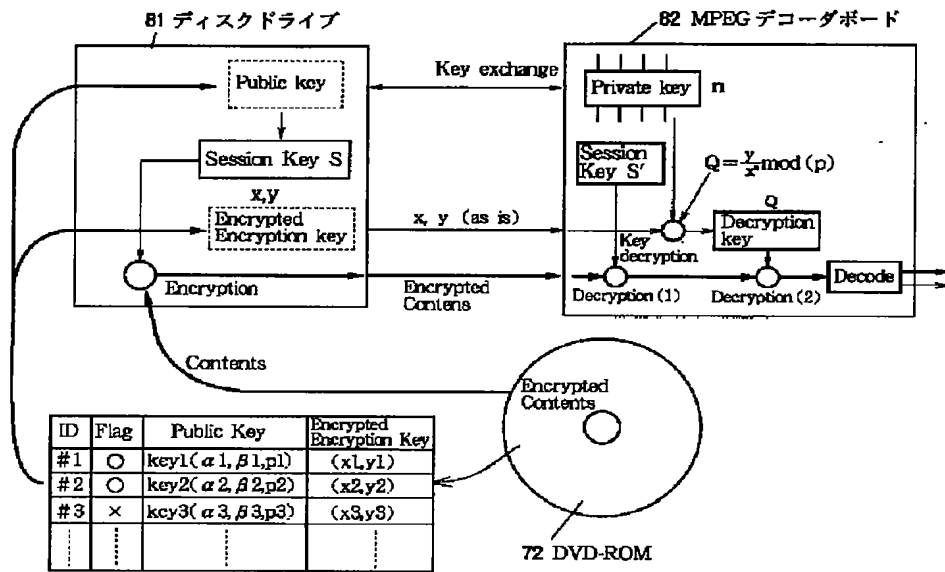 81 ディスクドライブ
82 MPEG デコーダボード
Public key
Key exchange
Private key
n
Session Key S
Session
Key S′
Q=y/xⁿ mod(p)
x,y
Encrypted
Encryption key
x, y (as is)
Q
Decryption
key
Key
decryption
Encryption
Encrypted
Contens
Decryption(1)
Decryption(2)
Decode
Contents
Encrypted
Contents
ID Flag Public Key Encrypted Encryption Key
#1 ○ key1(α1,β1,p1) (x1,y1)
#2 ○ key2(α2,β2,p2) (x2,y2)
#3 × key3(α3,β3,p3) (x3,y3)
72 DVD-ROM